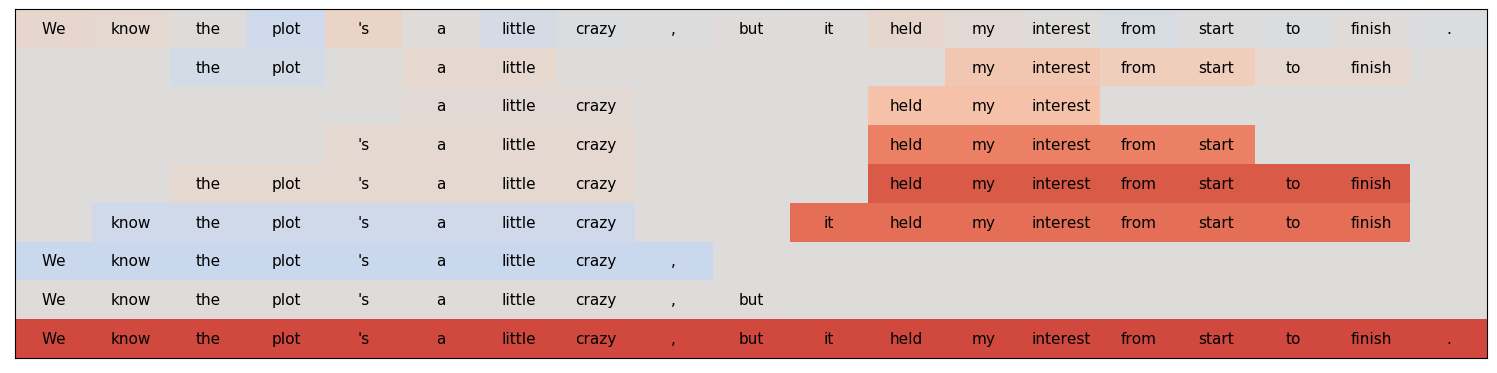 We know the plot 's a little crazy , but it held my interest from start to finish .
the plot a little my interest from start to finish
a little crazy held my interest
's a little crazy held my interest from start
the plot 's a little crazy held my interest from start to finish
know the plot 's a little crazy it held my interest from start to finish
We know the plot 's a little crazy ,
We know the plot 's a little crazy , but
We know the plot 's a little crazy , but it held my interest from start to finish .